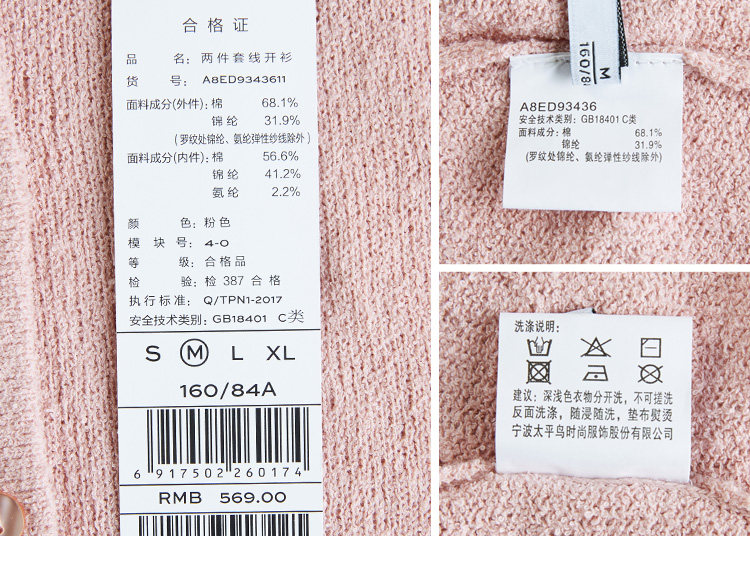 合格证
品 名: 两件套线开衫
货 号: A8ED9343611
面料成分(外件): 棉 68.1%
锦纶 31.9%
(罗纹处锦纶、氨纶弹性纱线除外)
面料成分(内件): 棉 56.6%
锦纶 41.2%
氨纶 2.2%
颜 色: 粉色
模 块 号: 4-0
等 级: 合格品
检 验: 检 387 合格
执行标准: Q/TPN1-2017
安全技术类别: GB18401 C类
S M L XL
160/84A
6 917502 260174
RMB 569.00
M
160/84
A8ED93436
安全技术类别: GB18401 C类
面料成分: 棉 68.1%
锦纶 31.9%
(罗纹处锦纶、氨纶弹性纱线除外)
洗涤说明:
建议: 深浅色衣物分开洗, 不可搓洗
反面洗涤, 随浸随洗, 垫布熨烫
宁波太平鸟时尚服饰股份有限公司